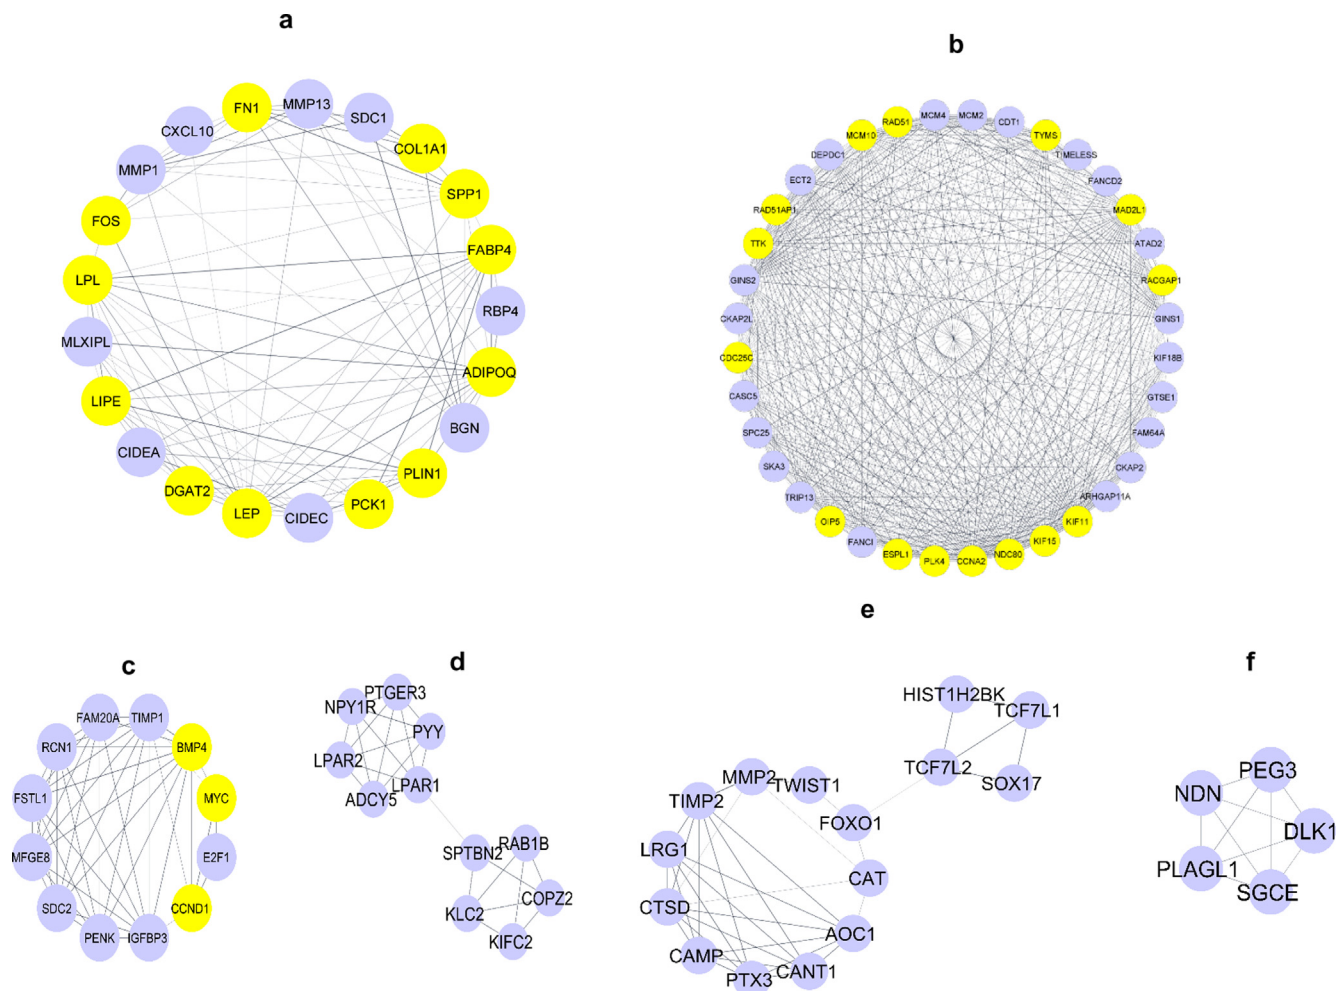 a
FN1
MMP13
SDC1
CXCL10
COL1A1
MMP1
SPP1
FOS
FABP4
LPL
RBP4
MLXIPL
ADIPOQ
LIPE
BGN
CIDEA
PLIN1
DGAT2
PCK1
LEP
CIDEC
b
MCM4
MCM2
RAD51
CDT1
MCM10
TYMS
DEPDC1
TIMELESS
ECT2
FANCD2
RAD51AP1
MAD2L1
TTK
ATAD2
GINS2
RACGAP1
CKAP2L
GINS1
CDC25C
KIF18B
CASC5
GTSE1
SPC25
FAM64A
SKA3
CKAP2
TRIP13
ARHGAP11A
OIP5
KIF11
FANCI
KIF15
ESPL1
PLK4
CCNA2
NDC80
c
FAM20A
TIMP1
RCN1
BMP4
FSTL1
MYC
MFGE8
E2F1
SDC2
CCND1
PENK
IGFBP3
d
PTGER3
NPY1R
PYY
LPAR2
LPAR1
ADCY5
SPTBN2
RAB1B
COPZ2
KLC2
KIFC2
e
HIST1H2BK
TCF7L1
TCF7L2
SOX17
MMP2
TWIST1
TIMP2
FOXO1
LRG1
CAT
CTSD
AOC1
CAMP
CANT1
PTX3
f
PEG3
NDN
DLK1
PLAGL1
SGCE